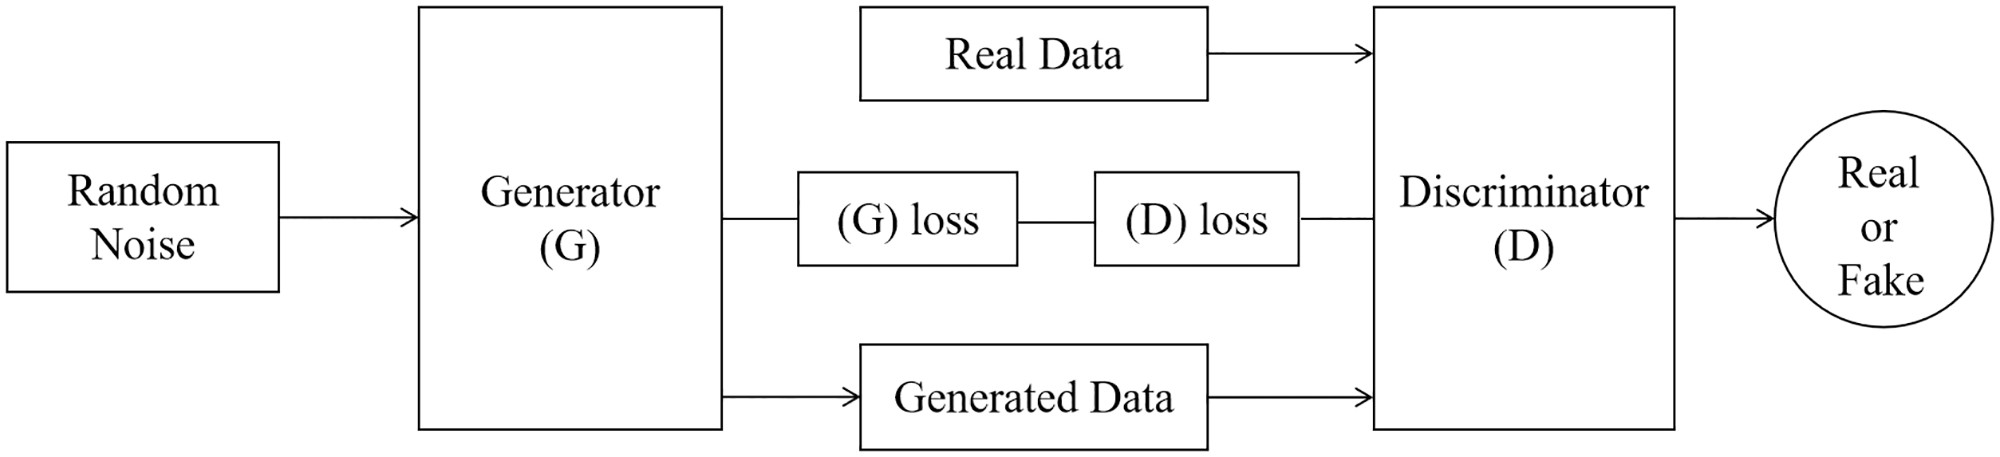 Random
Noise
Generator
(G)
Real Data
(G) loss
(D) loss
Generated Data
Discriminator
(D)
Real
or
Fake